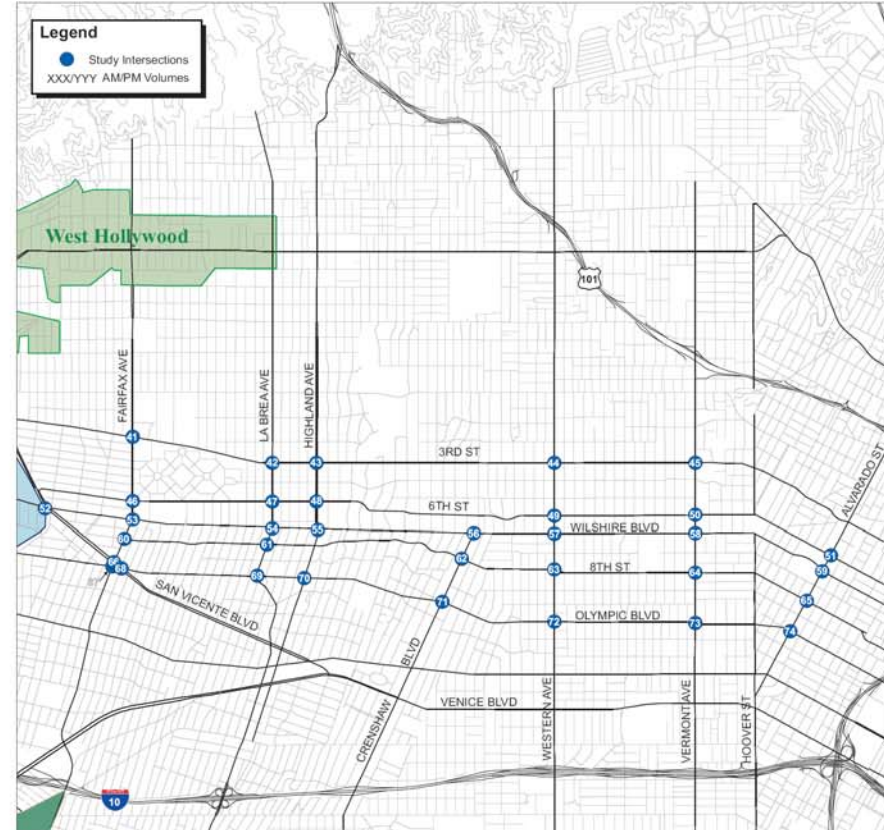 Legend
Study Intersections
XXX/YYY AM/PM Volumes
West Hollywood
101
FAIRFAX AVE
LA BREA AVE
HIGHLAND AVE
41
42
43
3RD ST
44
45
ALVARADO ST
46
47
48
6TH ST
49
50
52
53
54
55
56
57
WILSHIRE BLVD
58
51
60
61
62
63
8TH ST
64
59
68
69
70
71
65
SAN VICENTE BLVD
OLYMPIC BLVD
72
73
74
BLVD
CRENSHAW
VENICE BLVD
WESTERN AVE
VERMONT AVE
HOOVER ST
10